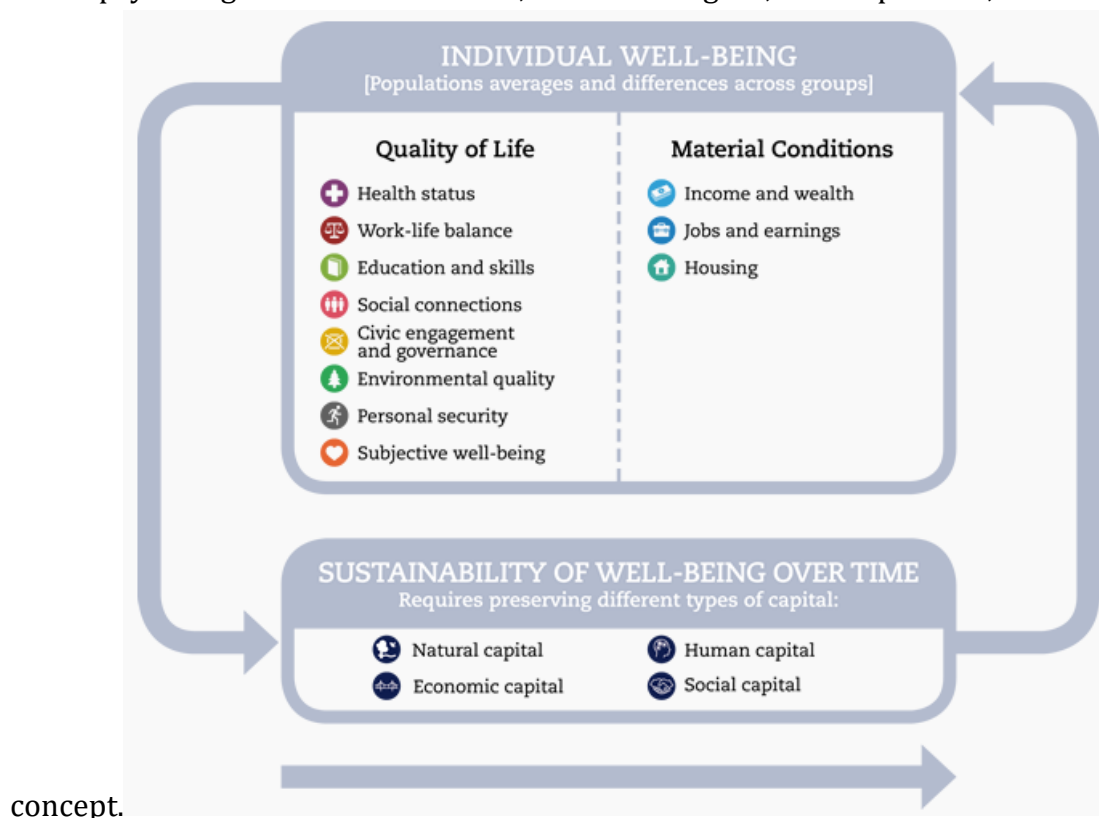 INDIVIDUAL WELL-BEING
[Populations averages and differences across groups]
Quality of Life
Health status
Work-life balance
Education and skills
Social connections
Civic engagement
and governance
Environmental quality
Personal security
Subjective well-being
Material Conditions
Income and wealth
Jobs and earnings
Housing
SUSTAINABILITY OF WELL-BEING OVER TIME
Requires preserving different types of capital:
Natural capital
Economic capital
Human capital
Social capital
concept.